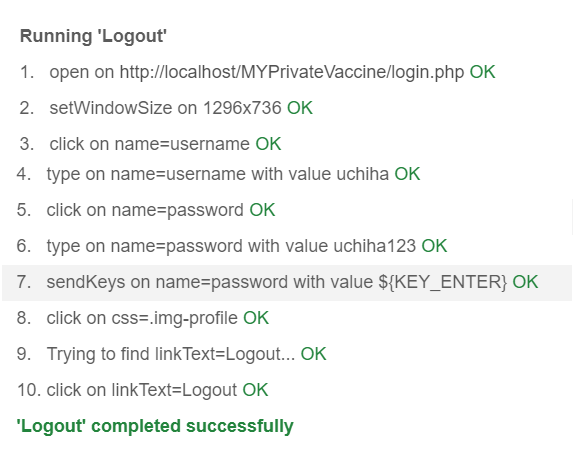 Running 'Logout'
1. open on http://localhost/MYPrivateVaccine/login.php OK
2. setWindowSize on 1296x736 OK
3. click on name=username OK
4. type on name=username with value uchiha OK
5. click on name=password OK
6. type on name=password with value uchiha123 OK
7. sendKeys on name=password with value ${KEY_ENTER} OK
8. click on css=.img-profile OK
9. Trying to find linkText=Logout... OK
10. click on linkText=Logout OK
'Logout' completed successfully